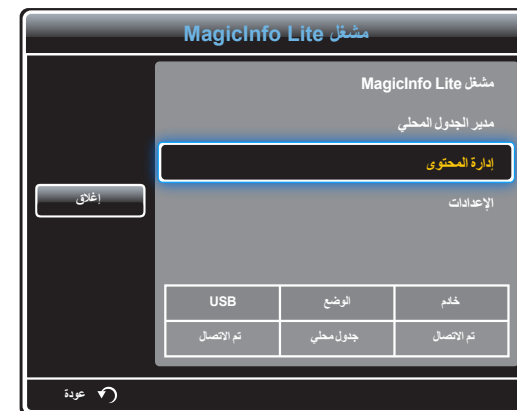 مشغل MagicInfo Lite
مشغل MagicInfo Lite
مدير الجدول المحلي
إدارة المحتوى
الإعدادات
إغلاق
خادم الوضع USB
تم الاتصال جدول محلي تم الاتصال
عودة